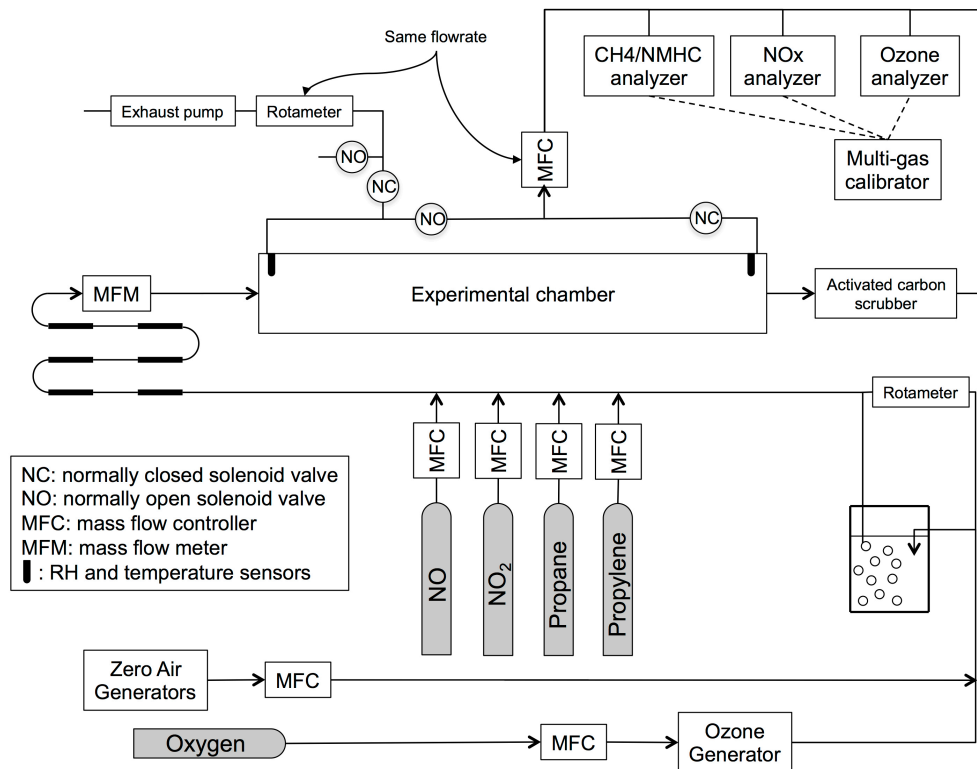 Same flowrate
CH4/NMHC
analyzer
NOx
analyzer
Ozone
analyzer
Exhaust pump
Rotameter
MFC
NO
NC
Multi-gas
calibrator
NO
NC
MFM
Experimental chamber
Activated carbon
scrubber
Rotameter
MFC
MFC
MFC
MFC
NC: normally closed solenoid valve
NO: normally open solenoid valve
MFC: mass flow controller
MFM: mass flow meter
: RH and temperature sensors
NO
NO2
Propane
Propylene
Zero Air
Generators
MFC
Oxygen
MFC
Ozone
Generator